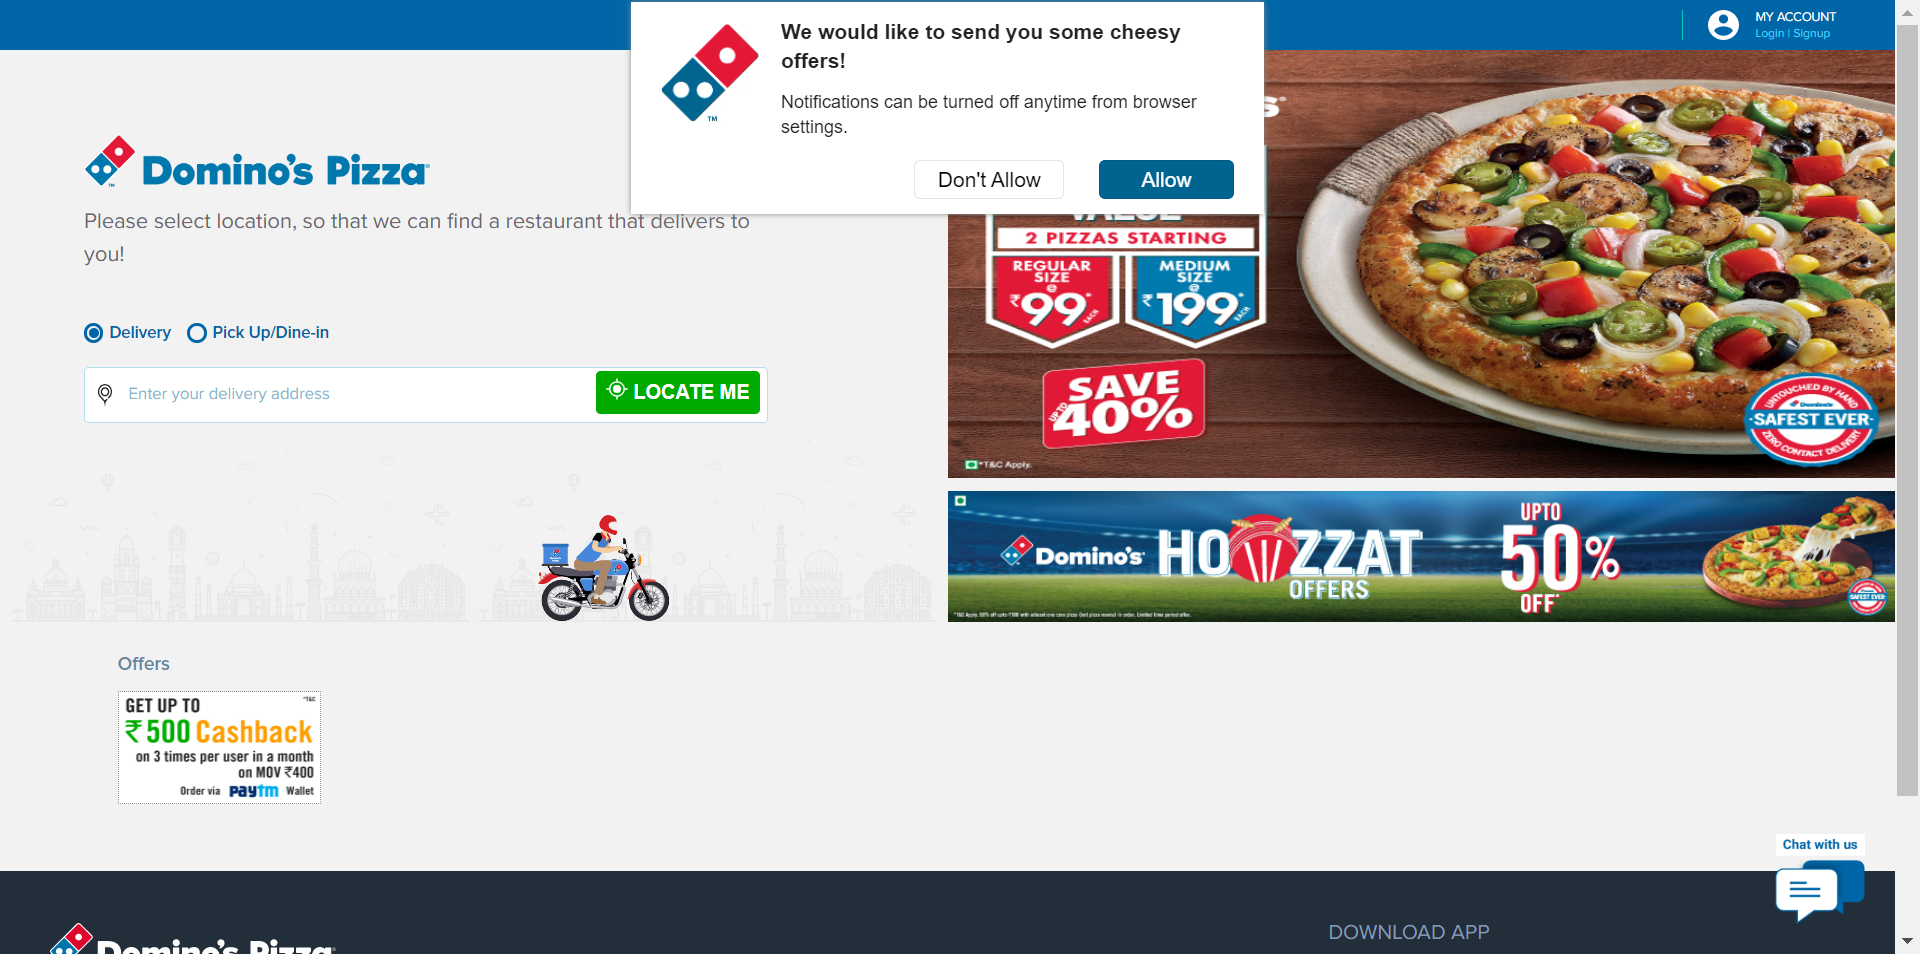 MY ACCOUNT
Login | Signup
We would like to send you some cheesy
offers!
Notifications can be turned off anytime from browser
settings.
Don't Allow
Allow
TM
Domino's Pizza
Please select location, so that we can find a restaurant that delivers to
you!
Delivery
Pick Up/Dine-in
Enter your delivery address
LOCATE ME
VALUE
2 PIZZAS STARTING
REGULAR
SIZE
@
₹99*
EACH
MEDIUM
SIZE
@
₹199*
EACH
SAVE
UPTO
40%
*T&C Apply.
UNTOUCHED BY HAND
Domino's
SAFEST EVER
ZERO CONTACT DELIVERY
Domino's
HOWZZAT
OFFERS
UPTO
50%
OFF*
SAFEST EVER
Offers
GET UP TO
*T&C
₹500 Cashback
on 3 times per user in a month
on MOV ₹400
Order via paytm Wallet
Chat with us
Domino's Pizza
DOWNLOAD APP